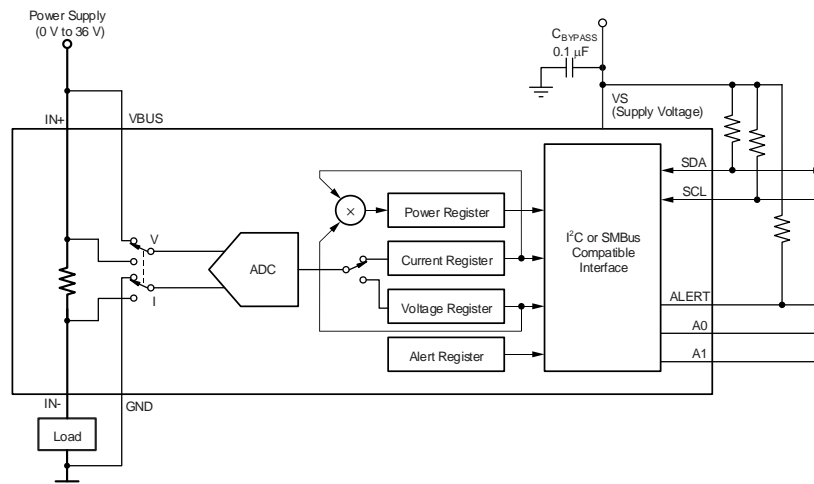 Power Supply
(0 V to 36 V)
C_BYPASS
0.1 μF
VS
(Supply Voltage)
IN+
VBUS
SDA
SCL
V
I
ADC
×
Power Register
Current Register
Voltage Register
Alert Register
I²C or SMBus
Compatible
Interface
ALERT
A0
A1
IN-
GND
Load